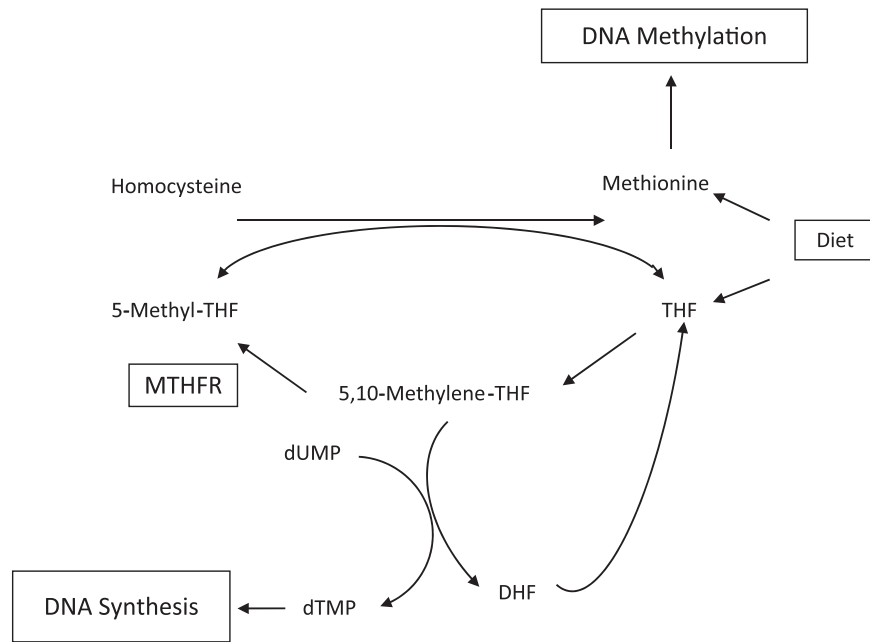 DNA Methylation
Homocysteine
Methionine
Diet
5-Methyl-THF
THF
MTHFR
5,10-Methylene-THF
dUMP
DHF
DNA Synthesis
dTMP